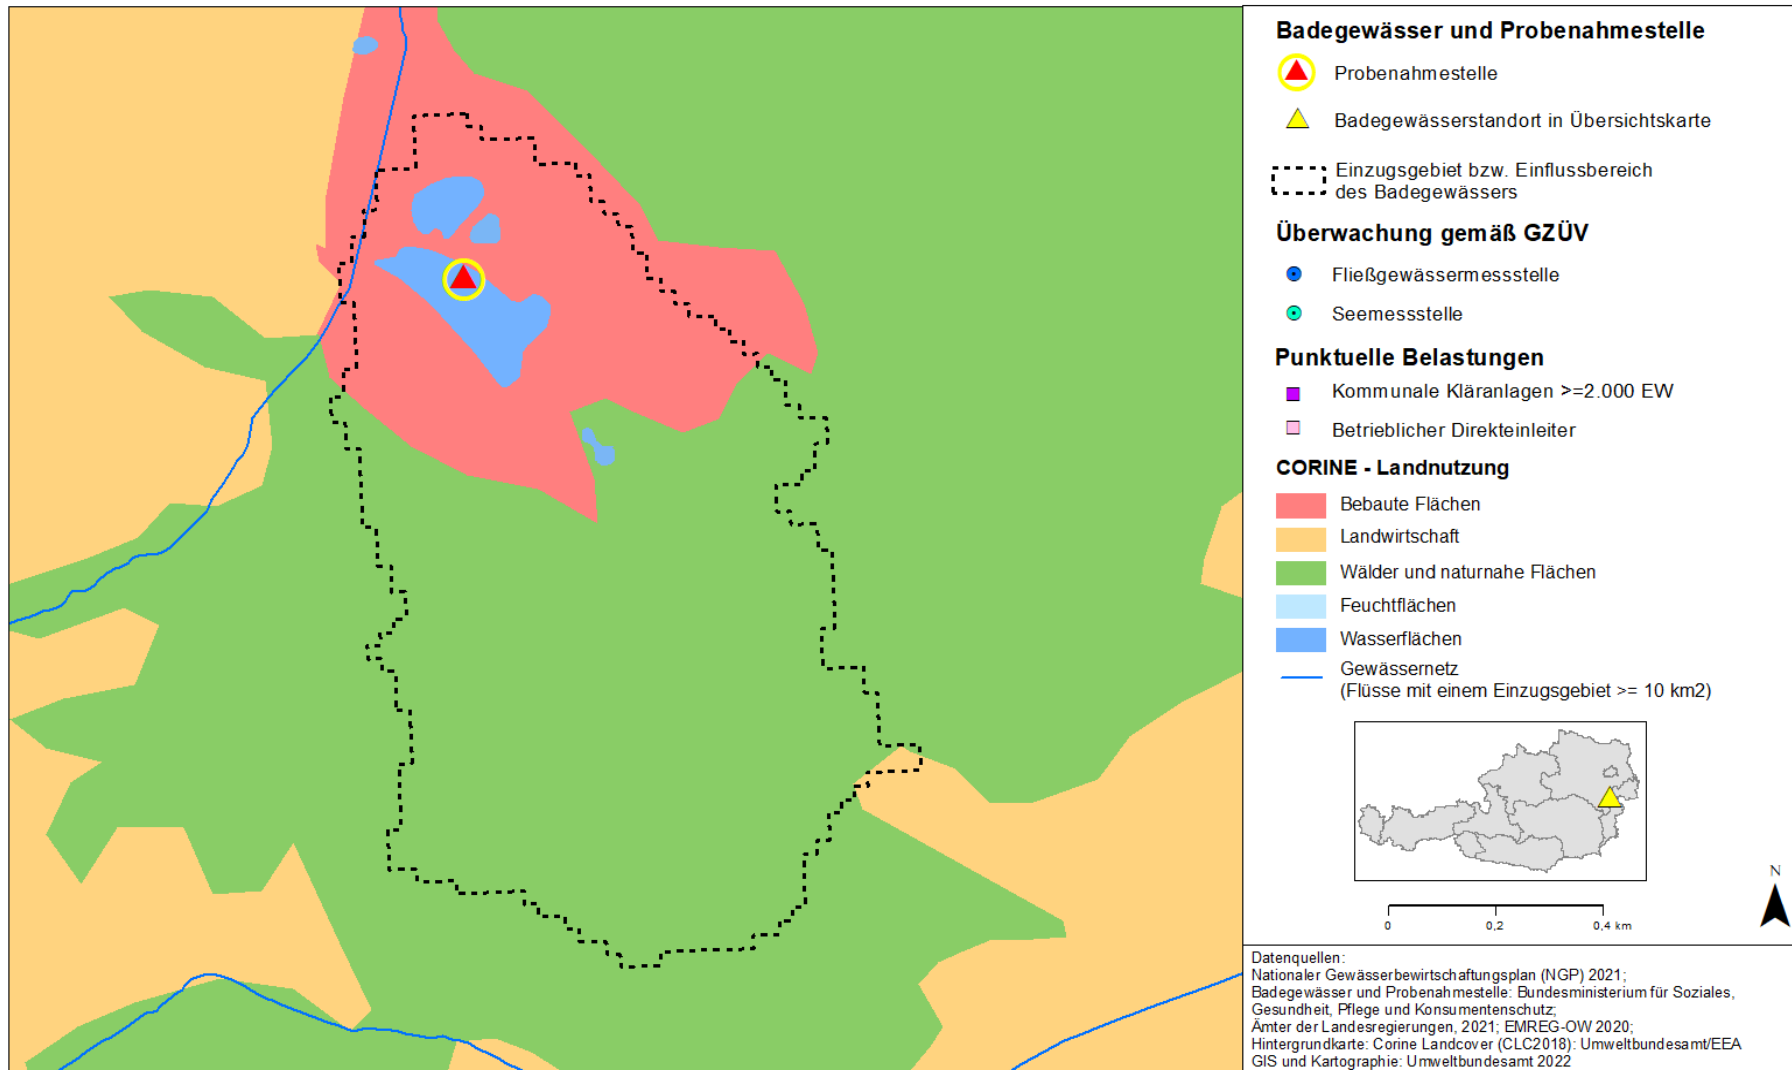 Badegewässer und Probenahmestelle
Probenahmestelle
Badegewässerstandort in Übersichtskarte
Einzugsgebiet bzw. Einflussbereich
des Badegewässers
Überwachung gemäß GZÜV
Fließgewässermessstelle
Seemessstelle
Punktuelle Belastungen
Kommunale Kläranlagen >=2.000 EW
Betrieblicher Direkteinleiter
CORINE - Landnutzung
Bebaute Flächen
Landwirtschaft
Wälder und naturnahe Flächen
Feuchtflächen
Wasserflächen
Gewässernetz
(Flüsse mit einem Einzugsgebiet >= 10 km2)
N
0 0,2 0,4 km
Datenquellen:
Nationaler Gewässerbewirtschaftungsplan (NGP) 2021;
Badegewässer und Probenahmestelle: Bundesministerium für Soziales,
Gesundheit, Pflege und Konsumentenschutz;
Ämter der Landesregierungen, 2021; EMREG-OW 2020;
Hintergrundkarte: Corine Landcover (CLC2018): Umweltbundesamt/EEA
GIS und Kartographie: Umweltbundesamt 2022